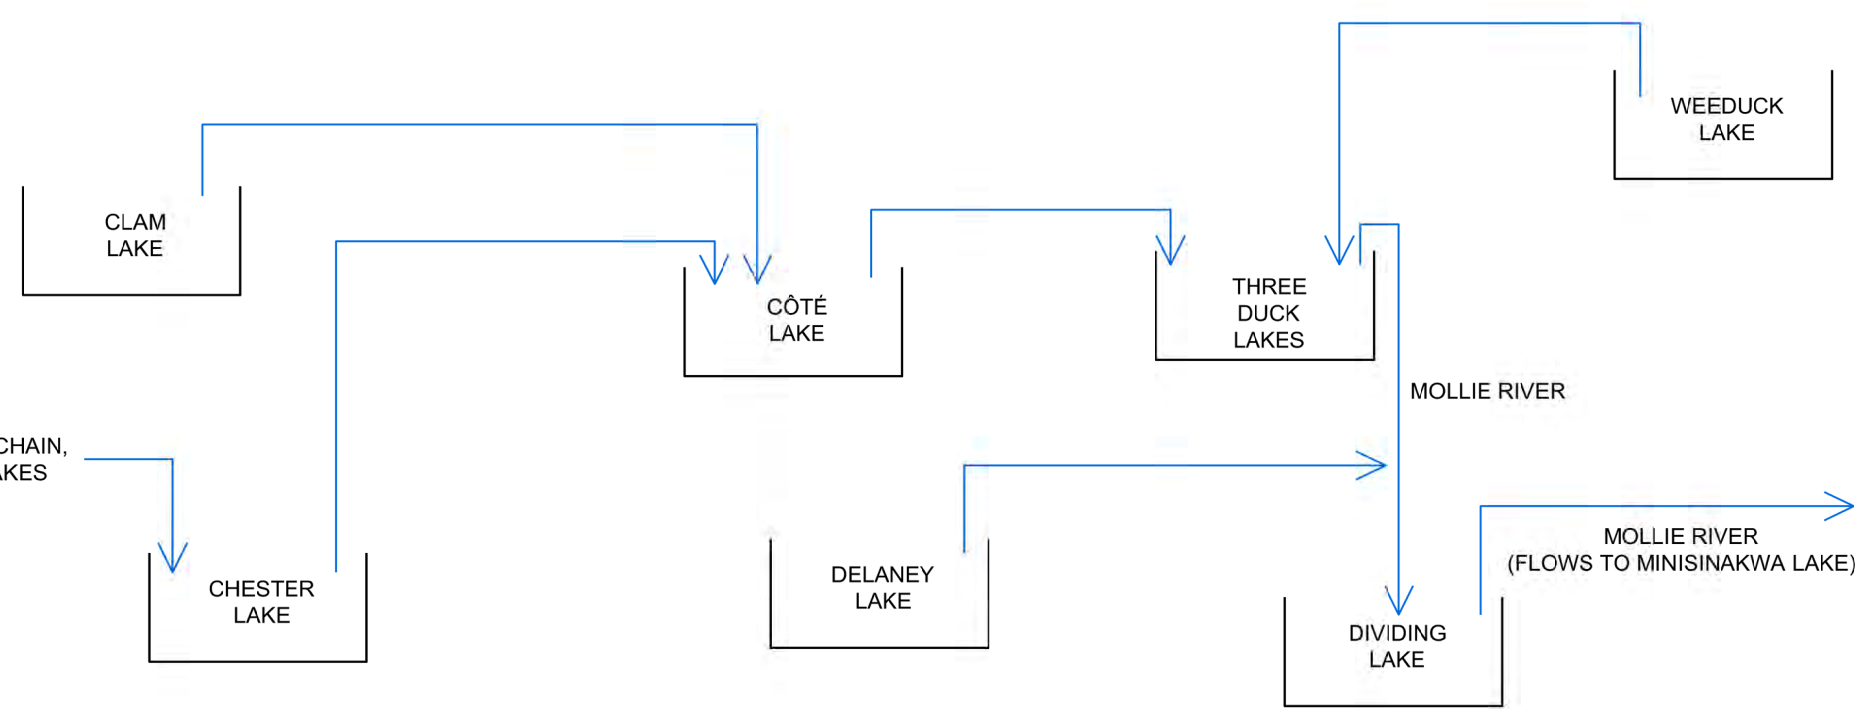 WEEDUCK
LAKE
CLAM
LAKE
CÔTÉ
LAKE
THREE
DUCK
LAKES
MOLLIE RIVER
CHAIN,
AKES
CHESTER
LAKE
DELANEY
LAKE
MOLLIE RIVER
(FLOWS TO MINISINAKWA LAKE)
DIVIDING
LAKE